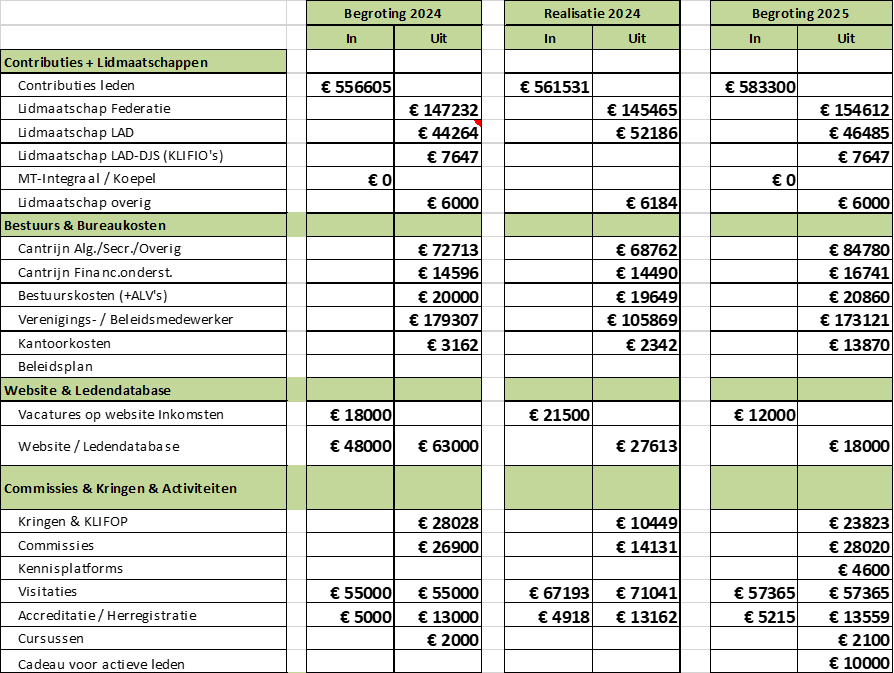 Begroting 2024 Realisatie 2024 Begroting 2025
In Uit In Uit In Uit
Contributies + Lidmaatschappen
Contributies leden € 556605 € 561531 € 583300
Lidmaatschap Federatie € 147232 € 145465 € 154612
Lidmaatschap LAD € 44264 € 52186 € 46485
Lidmaatschap LAD-DJS (KLIFIO's) € 7647 € 7647
MT-Integraal / Koepel € 0 € 0
Lidmaatschap overig € 6000 € 6184 € 6000
Bestuurs & Bureaukosten
Cantrijn Alg./Secr./Overig € 72713 € 68762 € 84780
Cantrijn Financ.onderst. € 14596 € 14490 € 16741
Bestuurskosten (+ALV's) € 20000 € 19649 € 20860
Verenigings- / Beleidsmedewerker € 179307 € 105869 € 173121
Kantoorkosten € 3162 € 2342 € 13870
Beleidsplan
Website & Ledendatabase
Vacatures op website Inkomsten € 18000 € 21500 € 12000
Website / Ledendatabase € 48000 € 63000 € 27613 € 18000
Commissies & Kringen & Activiteiten
Kringen & KLIFOP € 28028 € 10449 € 23823
Commissies € 26900 € 14131 € 28020
Kennisplatforms € 4600
Visitaties € 55000 € 55000 € 67193 € 71041 € 57365 € 57365
Accreditatie / Herregistratie € 5000 € 13000 € 4918 € 13162 € 5215 € 13559
Cursussen € 2000 € 2100
Cadeau voor actieve leden € 10000